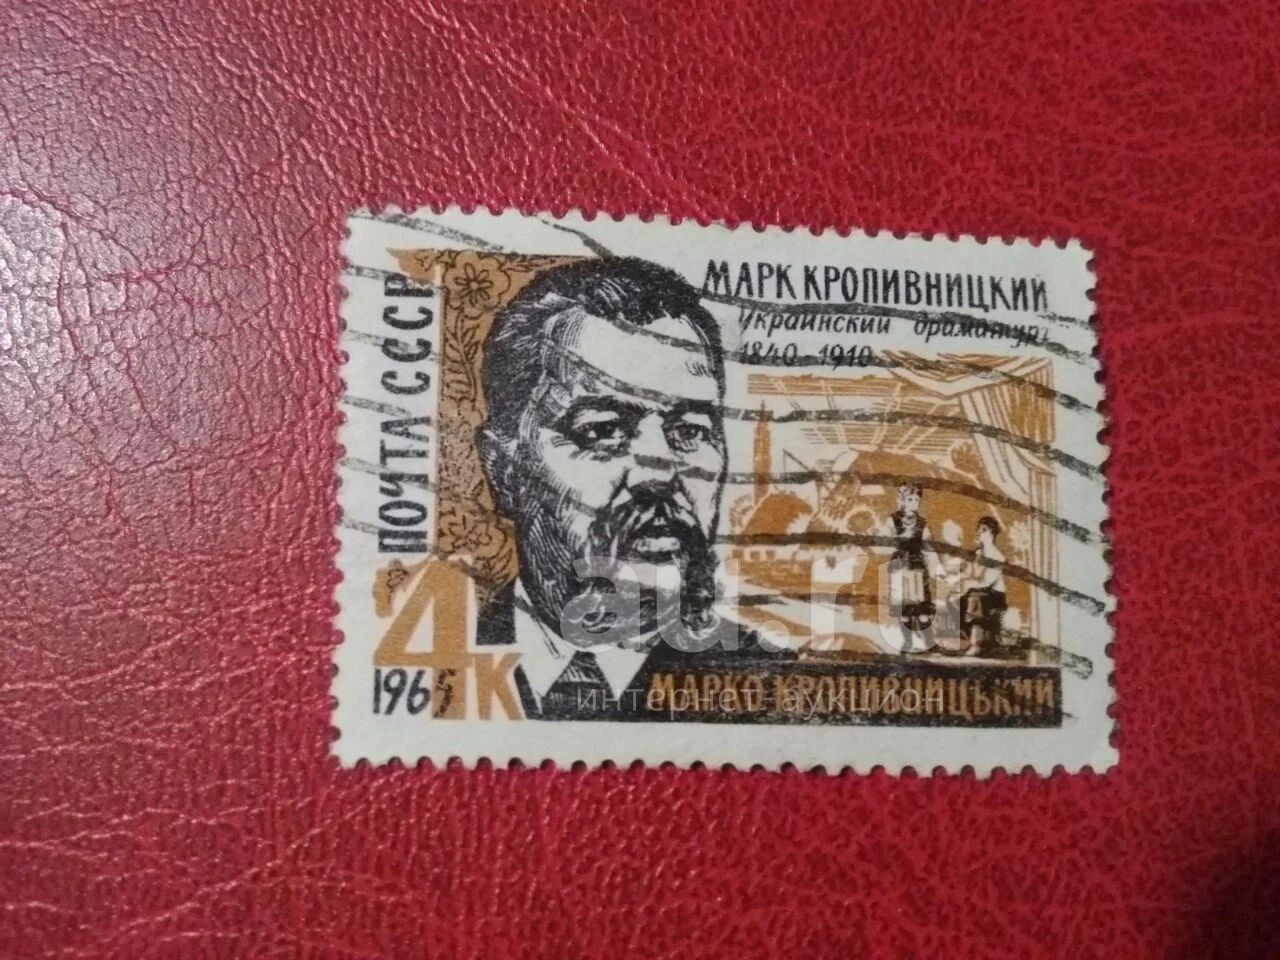 ПОЧТА СССР
МАРК КРОПИВНИЦКИЙ
украинский драматург
1840-1910
4К
1965
МАРКО КРОПИВНИЦЬКИЙ
au.ru
интернет-аукцион